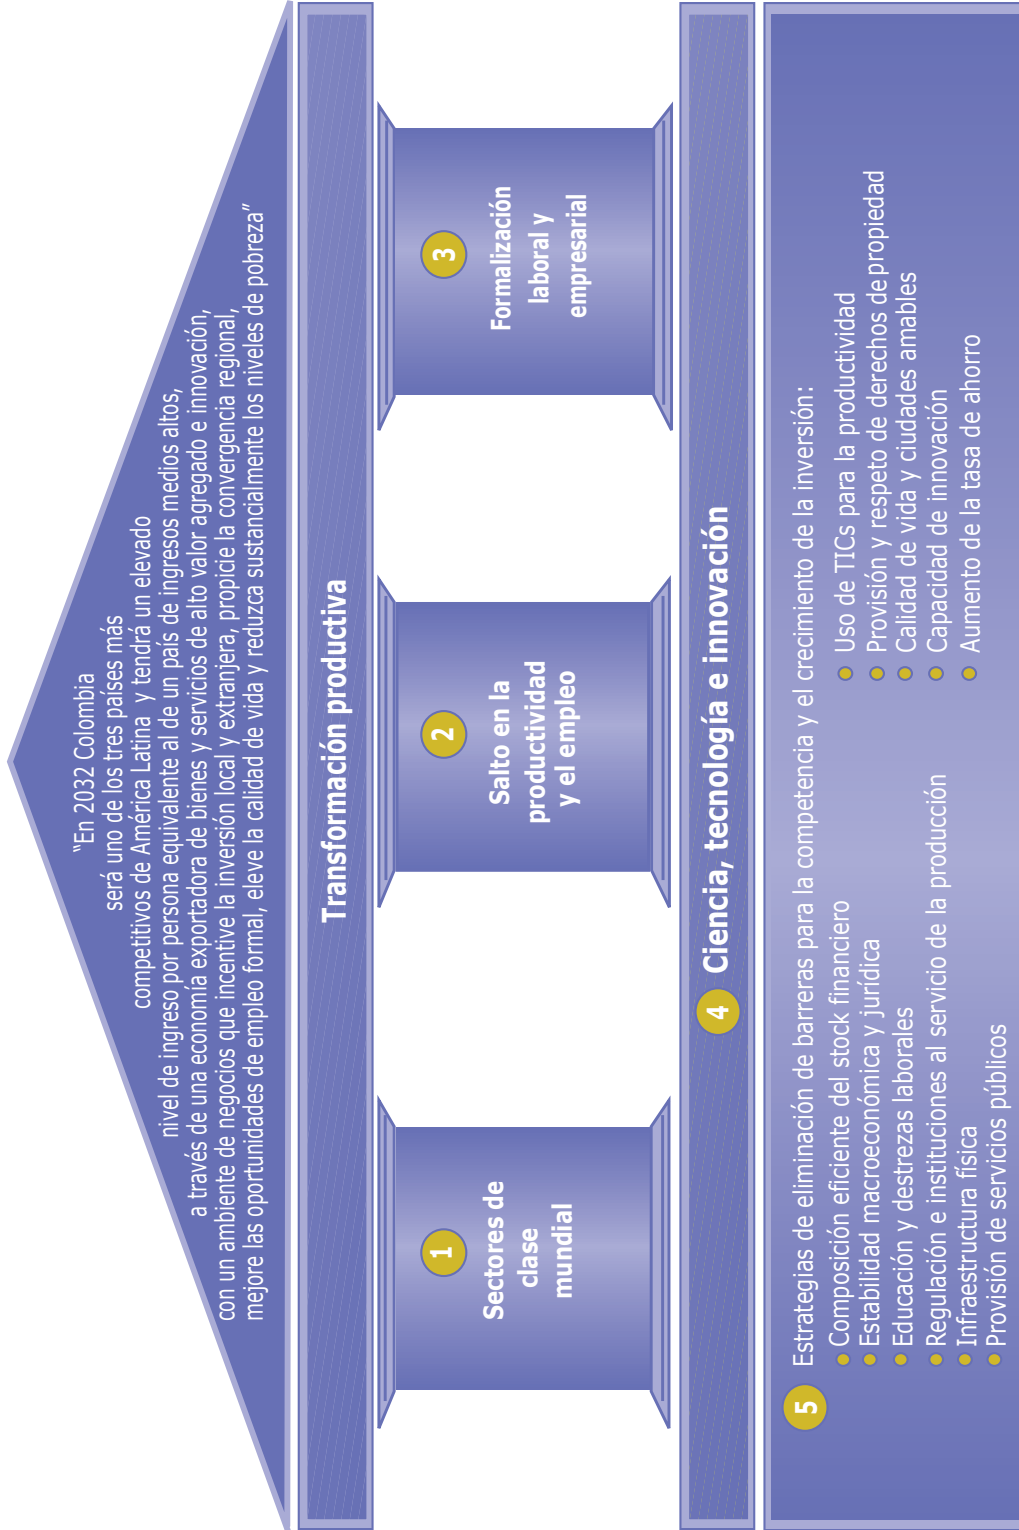 “En 2032 Colombia
será uno de los tres países más
competitivos de América Latina y tendrá un elevado
nivel de ingreso por persona equivalente al de un país de ingresos medios altos,
a través de una economía exportadora de bienes y servicios de alto valor agregado e innovación,
con un ambiente de negocios que incentive la inversión local y extranjera, propicie la convergencia regional,
mejore las oportunidades de empleo formal, eleve la calidad de vida y reduzca sustancialmente los niveles de pobreza”
Transformación productiva
1
Sectores de
clase
mundial
2
Salto en la
productividad
y el empleo
3
Formalización
laboral y
empresarial
4 Ciencia, tecnología e innovación
5 Estrategias de eliminación de barreras para la competencia y el crecimiento de la inversión:
Composición eficiente del stock financiero
Estabilidad macroeconómica y jurídica
Educación y destrezas laborales
Regulación e instituciones al servicio de la producción
Infraestructura física
Provisión de servicios públicos
Uso de TICs para la productividad
Provisión y respeto de derechos de propiedad
Calidad de vida y ciudades amables
Capacidad de innovación
Aumento de la tasa de ahorro